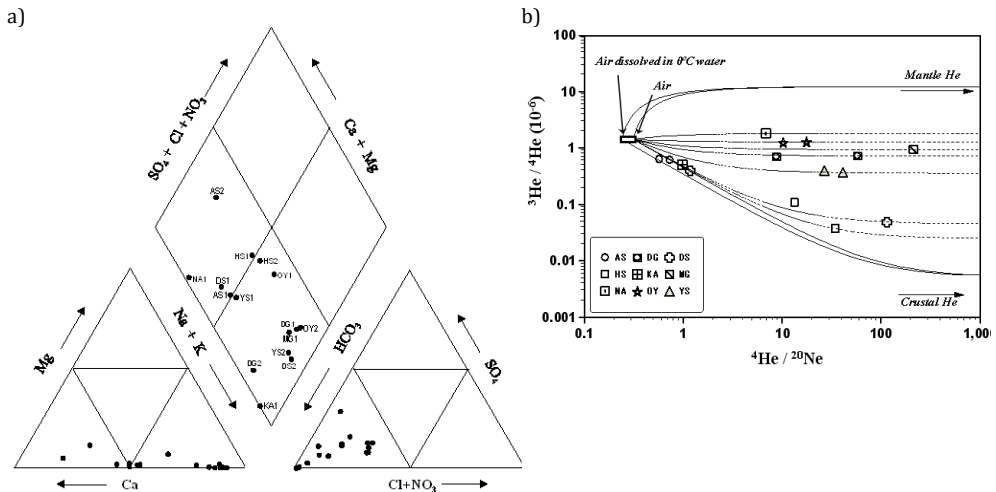 a)
SO₄ + Cl + NO₃
Ca + Mg
AS2
HS1
HS2
NA1
DS1
OY1
AS1
YS1
DG1
OY2
MG1
YS2
DS2
DG2
KA1
Mg
Na + K
HCO₃
SO₄
Ca
Cl+NO₃
b)
100
10
1
0.1
0.01
0.001
³He / ⁴He (10⁻⁶)
Air dissolved in 0°C water
Air
Mantle He
Crustal He
AS DG DS
HS KA MG
NA OY YS
0.1 1 10 100 1,000
⁴He / ²⁰Ne